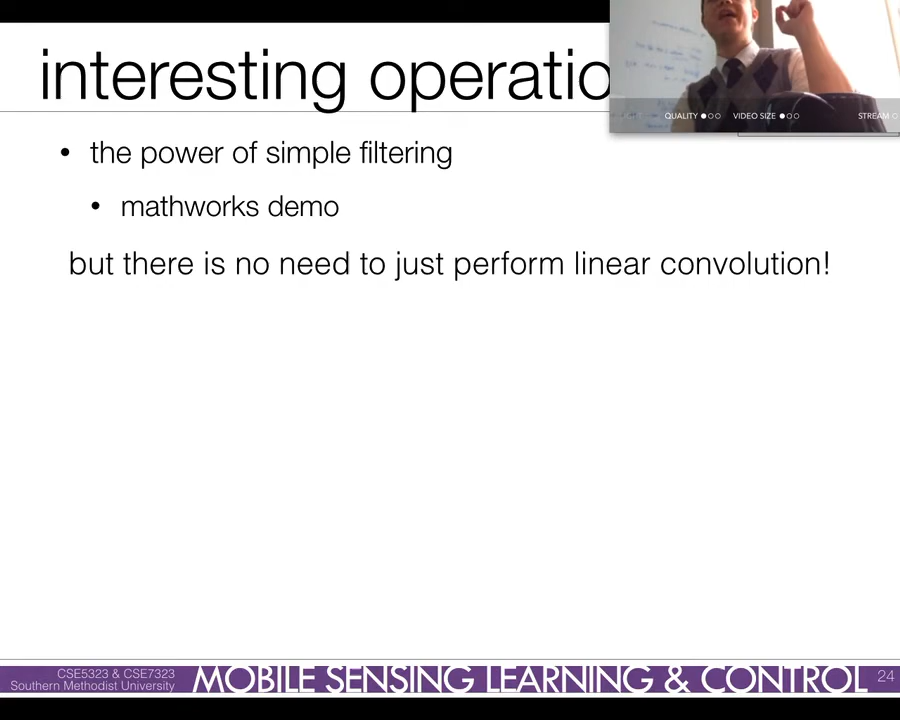 interesting operatio
QUALITY VIDEO SIZE STREAM
• the power of simple filtering
• mathworks demo
but there is no need to just perform linear convolution!
CSE5323 & CSE7323
Southern Methodist University
MOBILE SENSING LEARNING & CONTROL
24